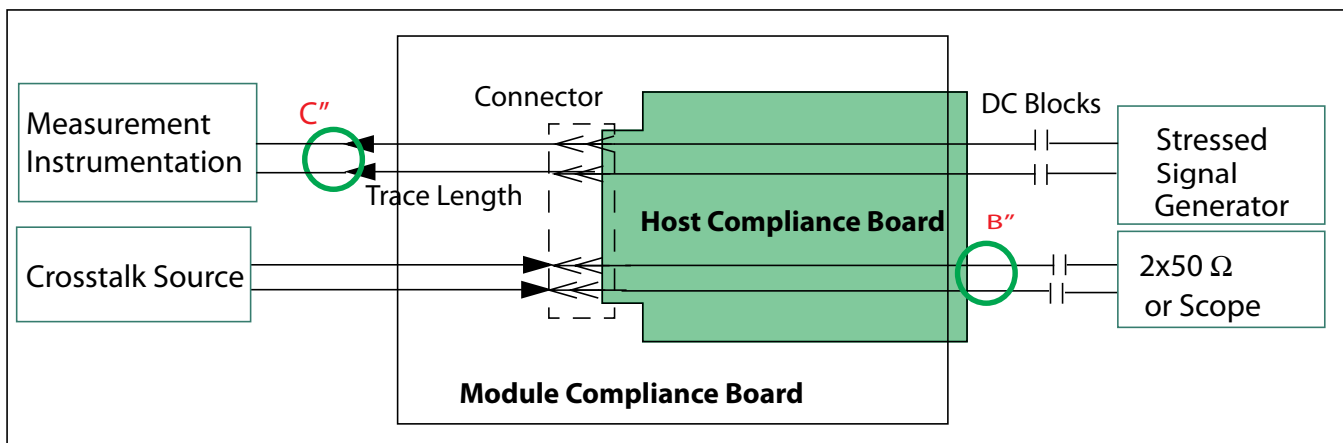 Measurement
Instrumentation
C″
Connector
DC Blocks
Stressed
Signal
Generator
Trace Length
Host Compliance Board
B″
Crosstalk Source
2x50 Ω
or Scope
Module Compliance Board